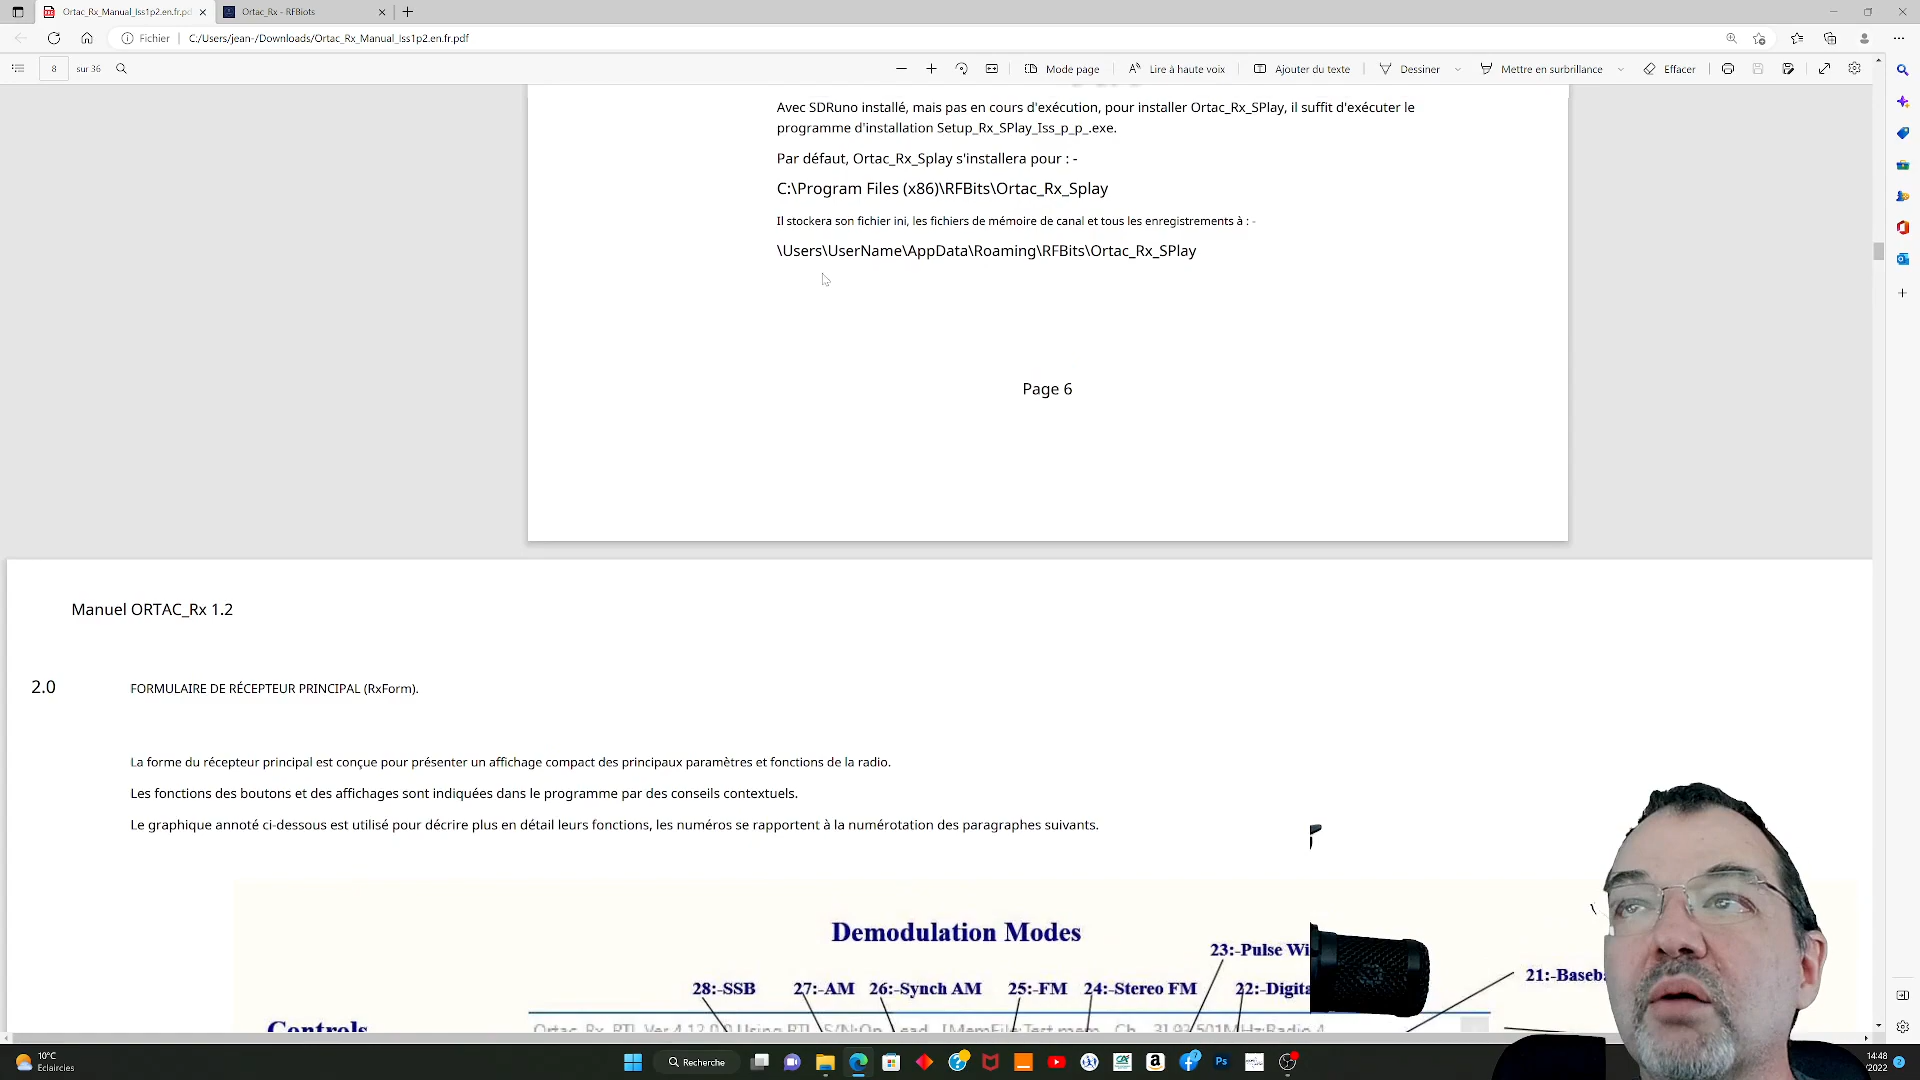 Ortac_Rx_Manual_Iss1p2.en.fr.pd
Ortac_Rx - RFBiots
Fichier
C:/Users/jean-/Downloads/Ortac_Rx_Manual_Iss1p2.en.fr.pdf
8 sur 36
Mode page
Lire à haute voix
Ajouter du texte
Dessiner
Mettre en surbrillance
Effacer
Avec SDRuno installé, mais pas en cours d'exécution, pour installer Ortac_Rx_SPlay, il suffit d'exécuter le
programme d'installation Setup_Rx_SPlay_Iss_p_p_.exe.
Par défaut, Ortac_Rx_Splay s'installera pour : -
C:\Program Files (x86)\RFBits\Ortac_Rx_Splay
Il stockera son fichier ini, les fichiers de mémoire de canal et tous les enregistrements à : -
\Users\UserName\AppData\Roaming\RFBits\Ortac_Rx_SPlay
Page 6
Manuel ORTAC_Rx 1.2
2.0 FORMULAIRE DE RÉCEPTEUR PRINCIPAL (RxForm).
La forme du récepteur principal est conçue pour présenter un affichage compact des principaux paramètres et fonctions de la radio.
Les fonctions des boutons et des affichages sont indiquées dans le programme par des conseils contextuels.
Le graphique annoté ci-dessous est utilisé pour décrire plus en détail leurs fonctions, les numéros se rapportent à la numérotation des paragraphes suivants.
Demodulation Modes
23:-Pulse Wi
21:-Baseb
28:-SSB
27:-AM
26:-Synch AM
25:-FM
24:-Stereo FM
22:-Digita
Controls
10°C
Eclaircies
Recherche
Ps
14:48
/2022